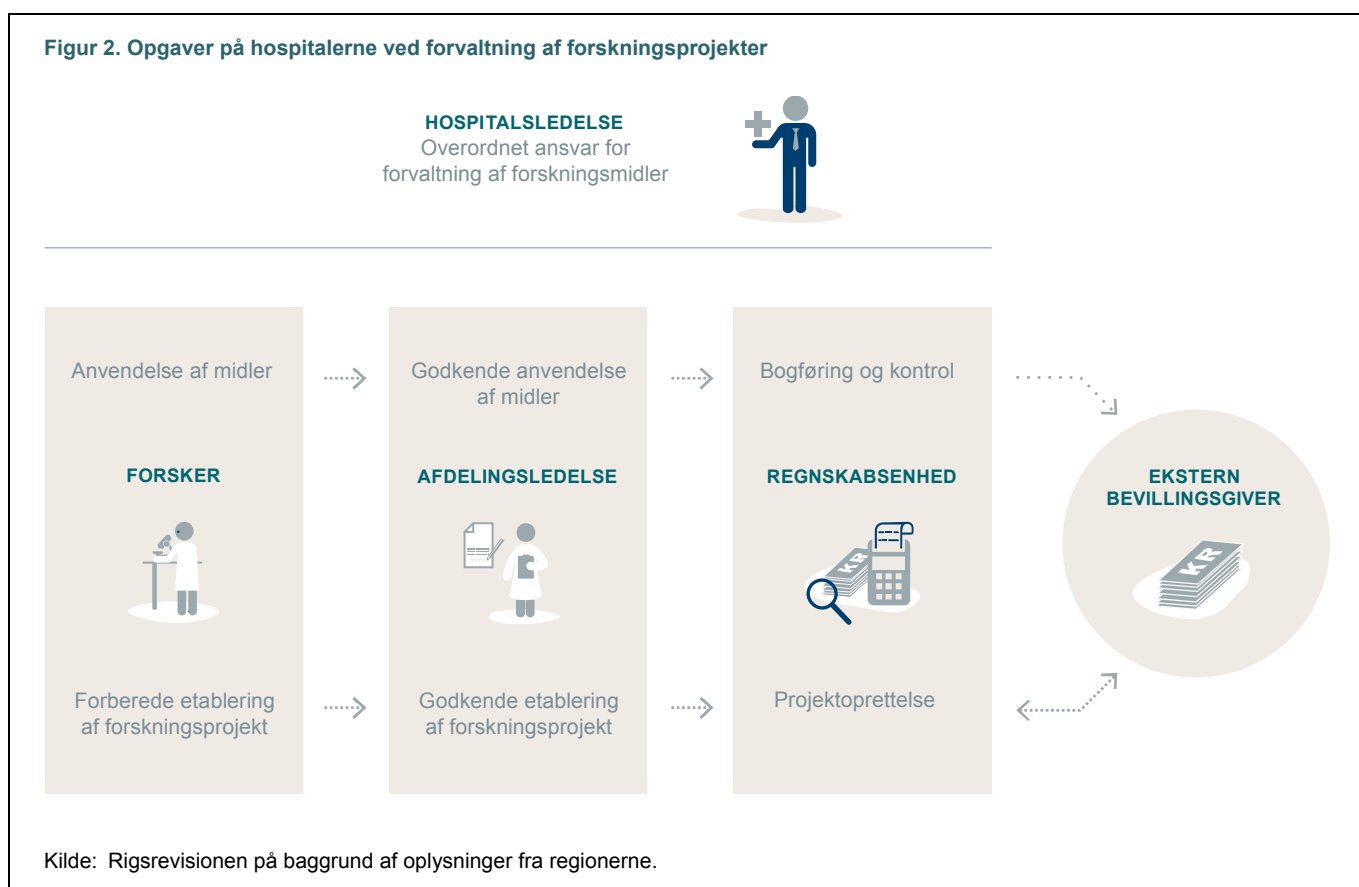 Figur 2. Opgaver på hospitalerne ved forvaltning af forskningsprojekter
HOSPITALSLEDELSE
Overordnet ansvar for
forvaltning af forskningsmidler
Anvendelse af midler
Godkende anvendelse
af midler
Bogføring og kontrol
FORSKER
AFDELINGSLEDELSE
REGNSKABSENHED
EKSTERN
BEVILLINGSGIVER
KR
KR
Forberede etablering
af forskningsprojekt
Godkende etablering
af forskningsprojekt
Projektoprettelse
Kilde: Rigsrevisionen på baggrund af oplysninger fra regionerne.